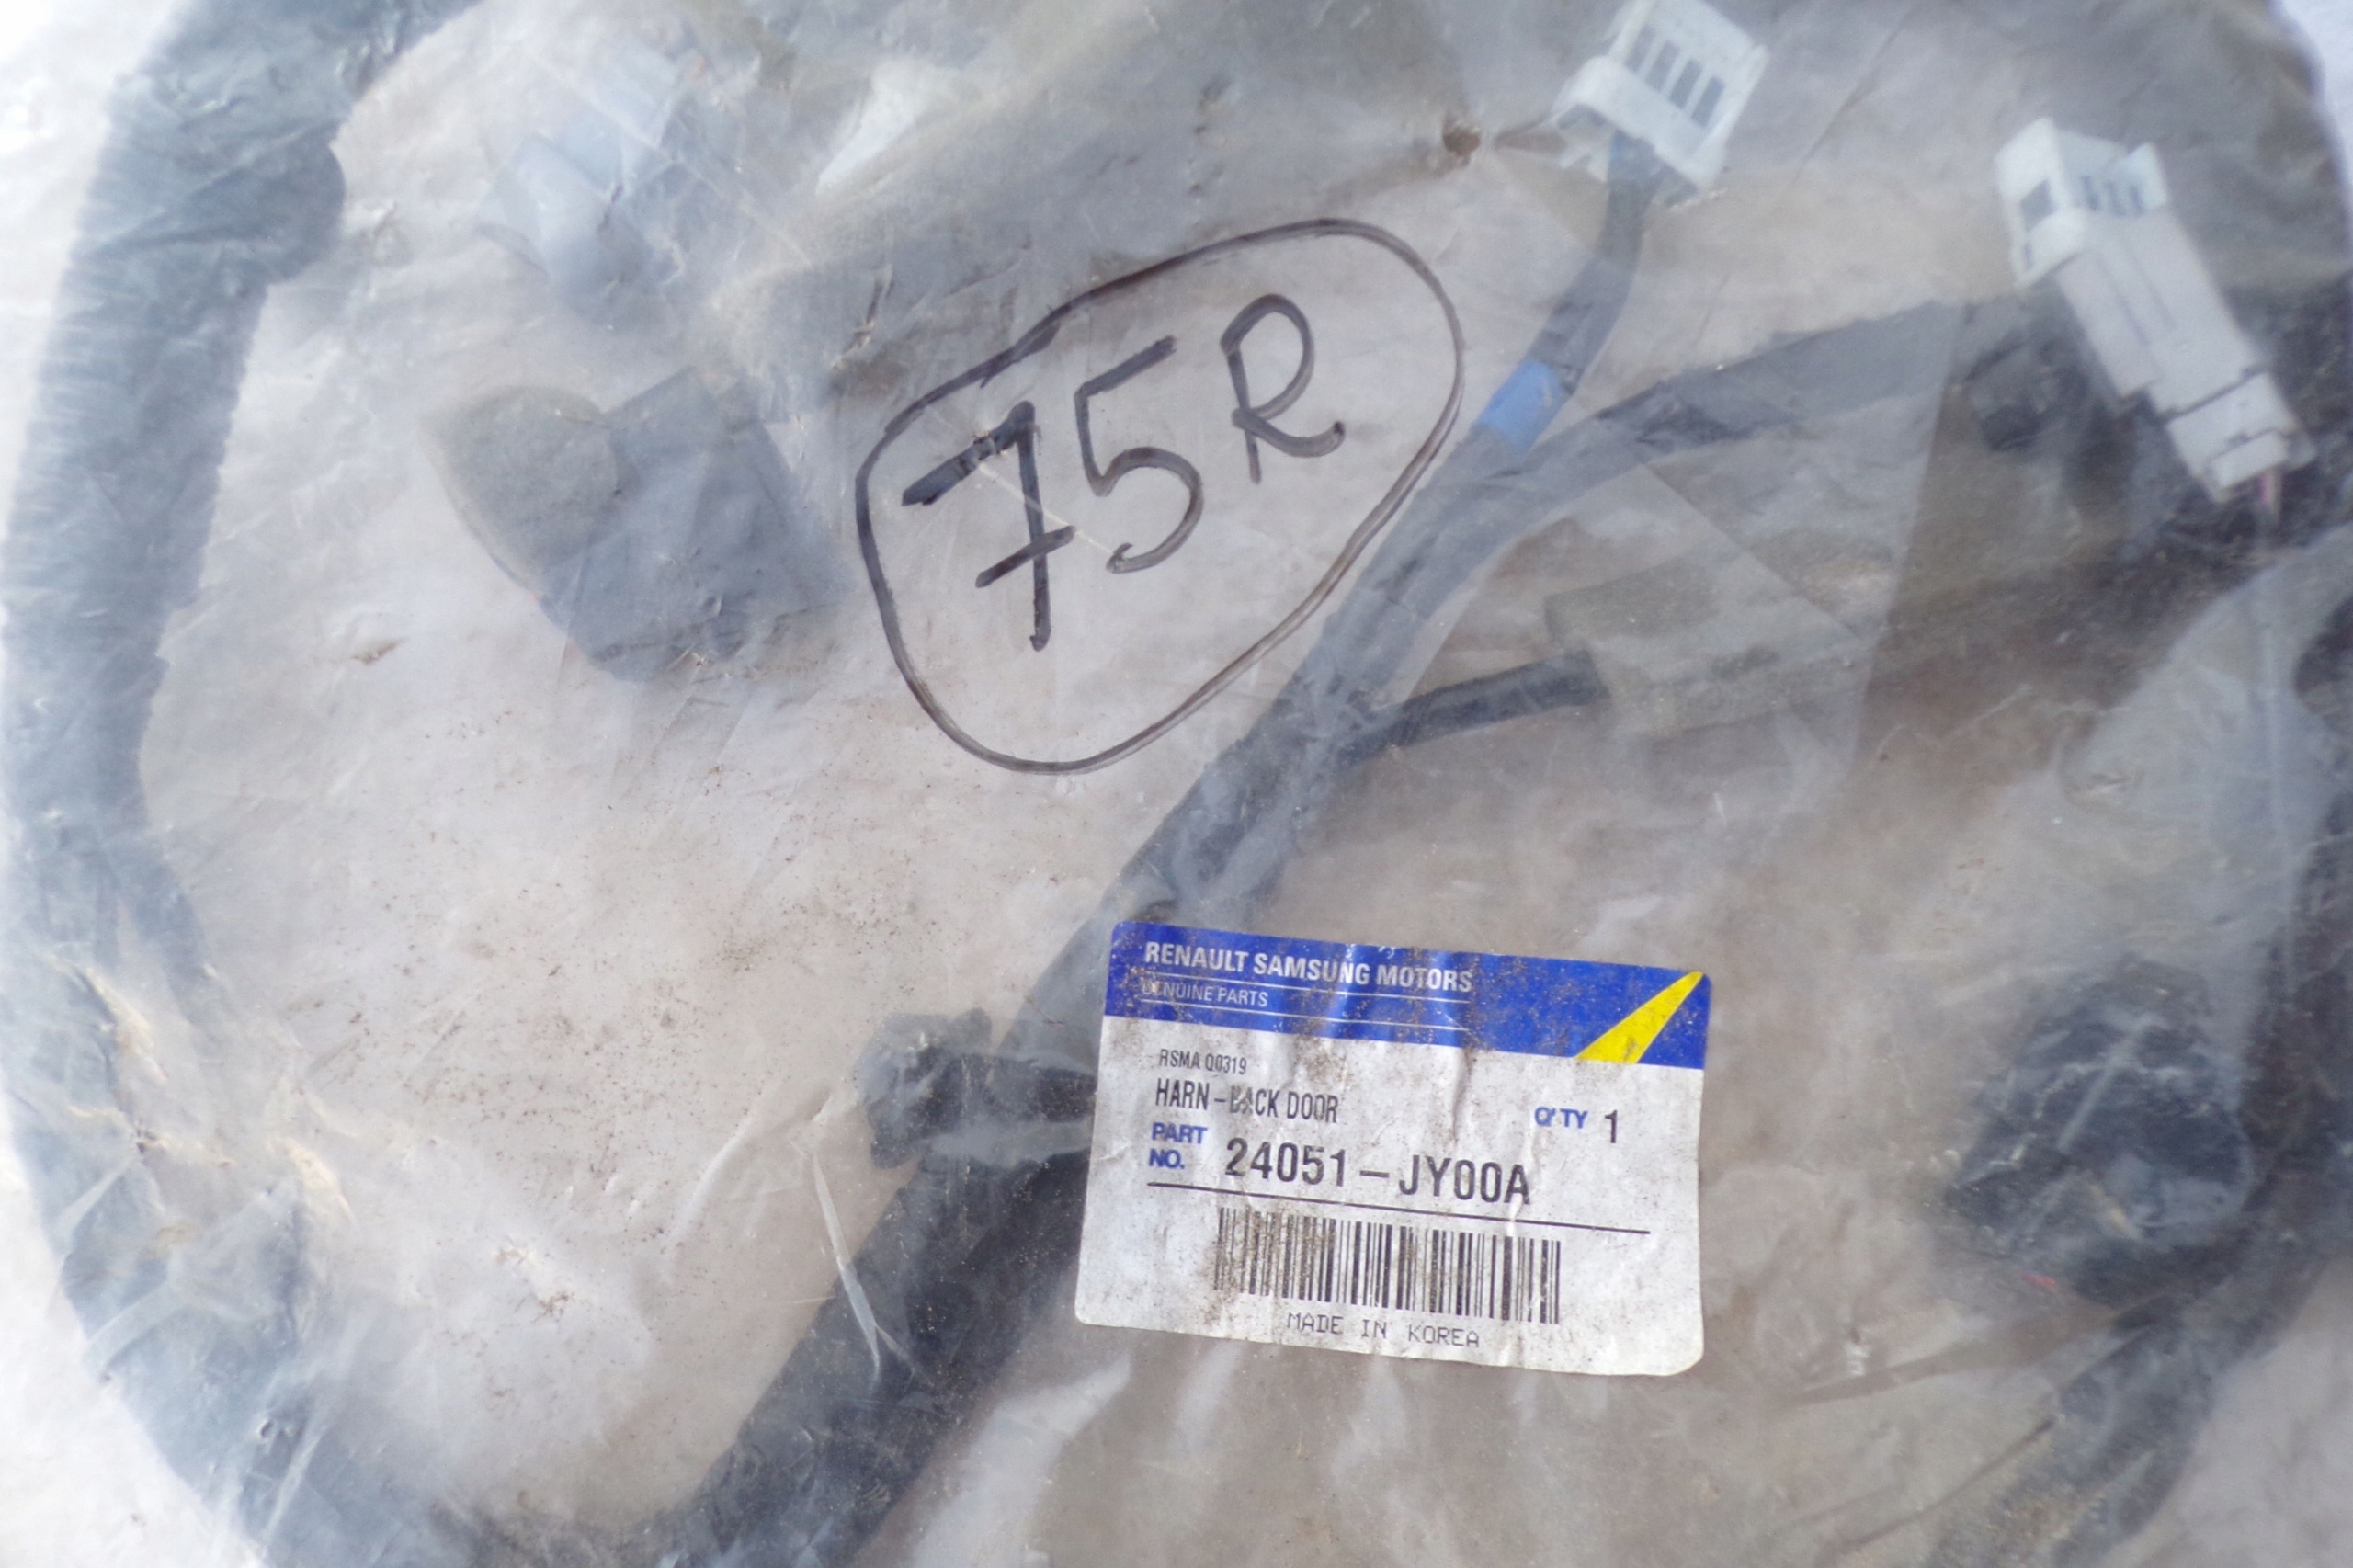 75R
RENAULT SAMSUNG MOTORS
GENUINE PARTS
RSMA Q0319
HARN-BACK DOOR
Q'TY 1
PART NO. 24051-JY00A
MADE IN KOREA